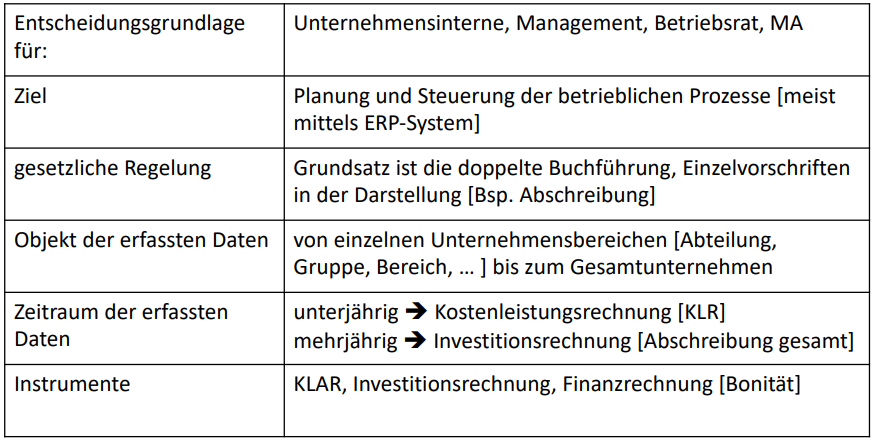 Entscheidungsgrundlage für:
Unternehmensinterne, Management, Betriebsrat, MA
Ziel
Planung und Steuerung der betrieblichen Prozesse [meist
mittels ERP-System]
gesetzliche Regelung
Grundsatz ist die doppelte Buchführung, Einzelvorschriften
in der Darstellung [Bsp. Abschreibung]
Objekt der erfassten Daten
von einzelnen Unternehmensbereichen [Abteilung,
Gruppe, Bereich, … ] bis zum Gesamtunternehmen
Zeitraum der erfassten
Daten
unterjährig ➔ Kostenleistungsrechnung [KLR]
mehrjährig ➔ Investitionsrechnung [Abschreibung gesamt]
Instrumente
KLAR, Investitionsrechnung, Finanzrechnung [Bonität]